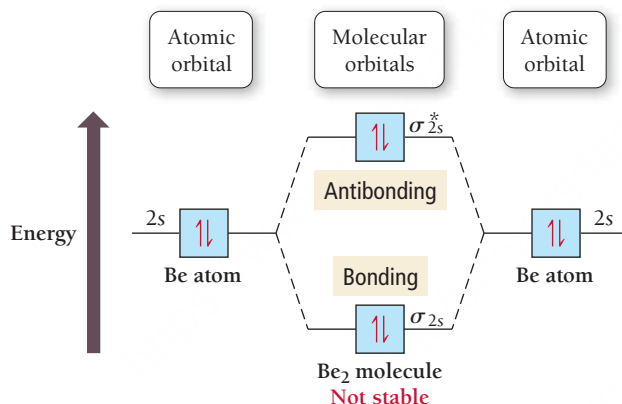 Atomic
orbital
Molecular
orbitals
Atomic
orbital
σ*2s
Antibonding
Energy
2s
Be atom
2s
Be atom
Bonding
σ2s
Be₂ molecule
Not stable